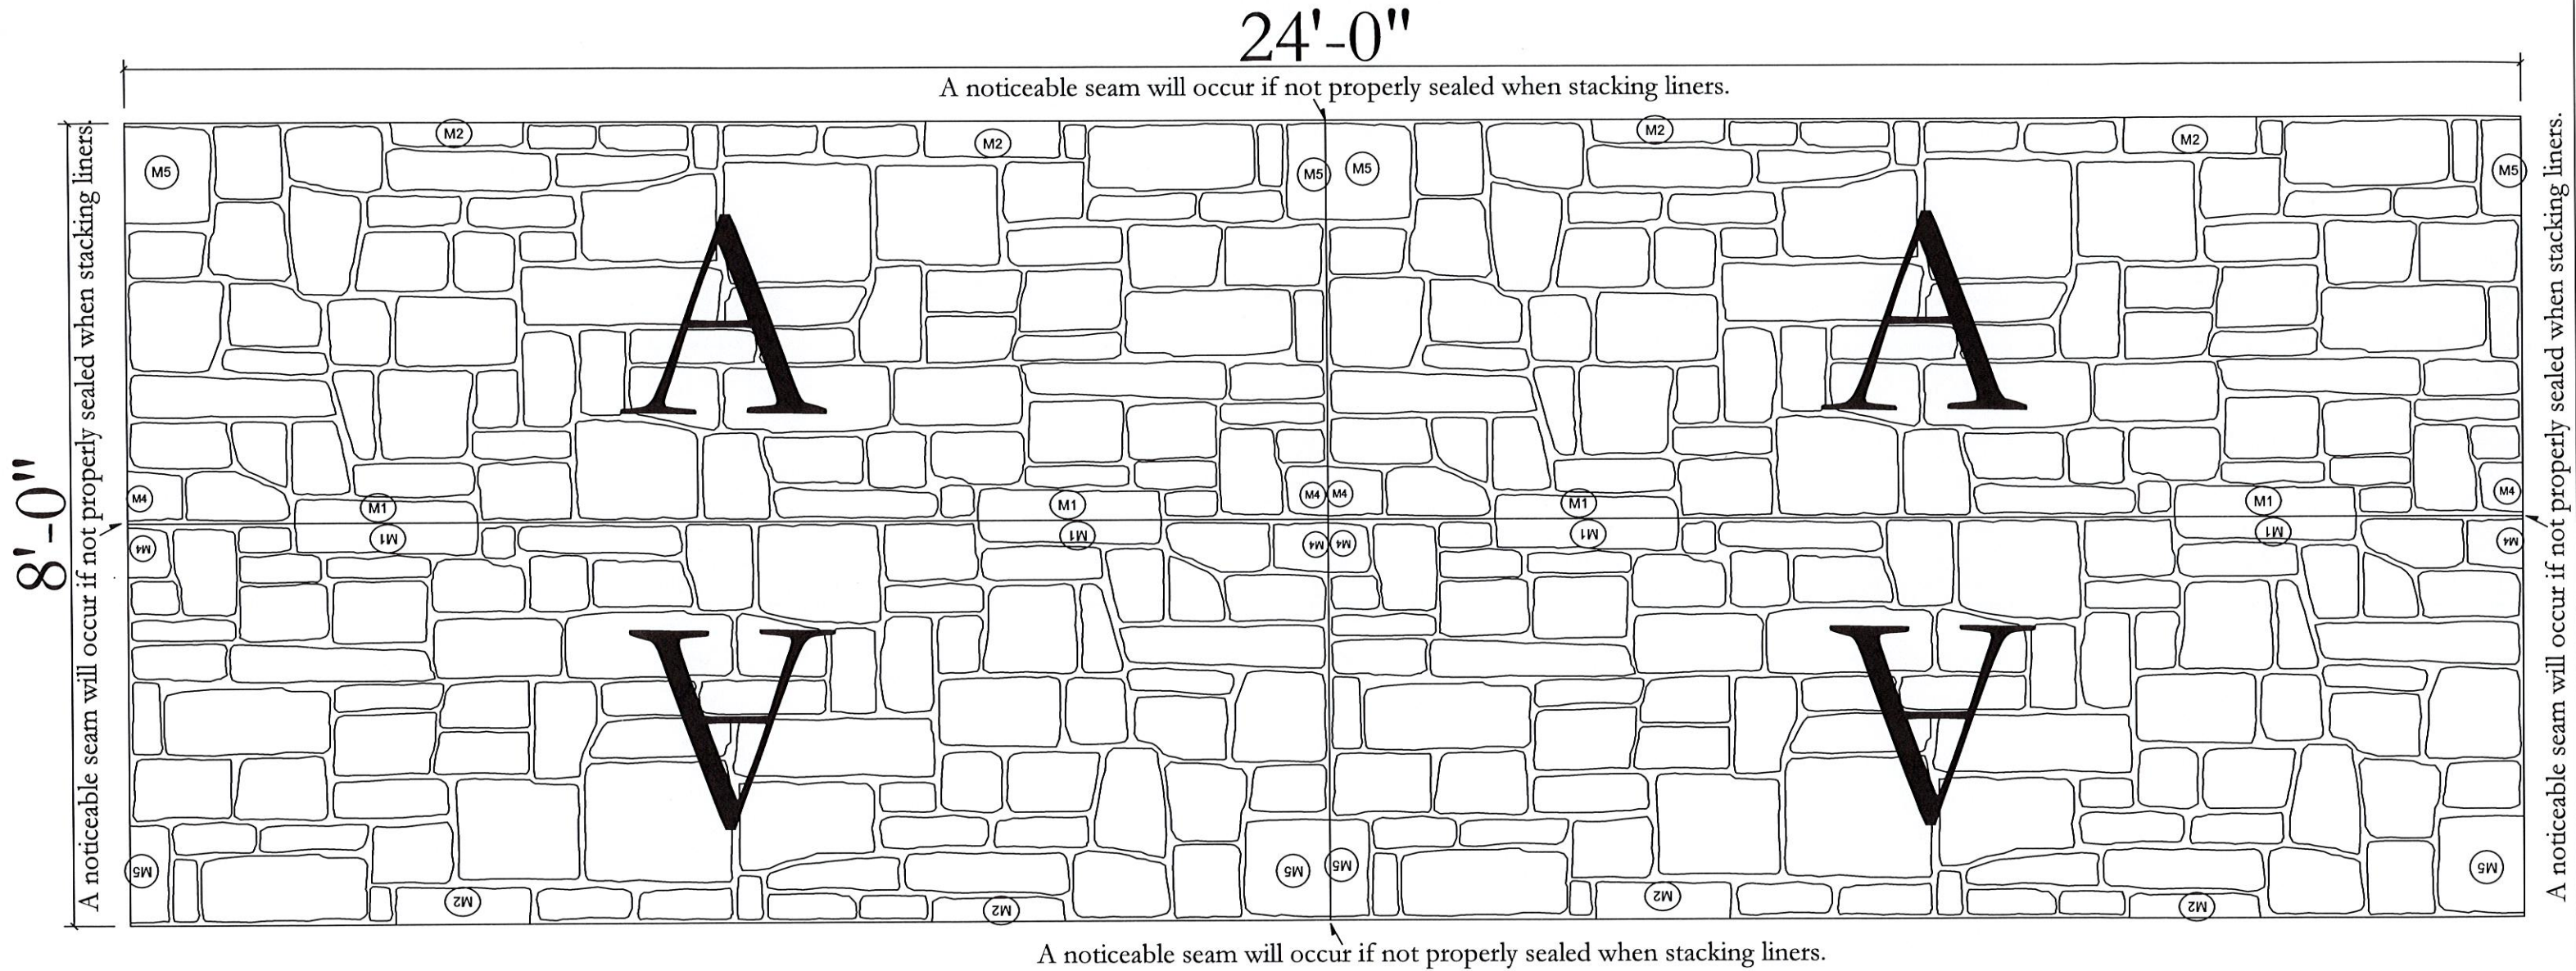 24'-0"
A noticeable seam will occur if not properly sealed when stacking liners.
8'-0"
A noticeable seam will occur if not properly sealed when stacking liners.
A noticeable seam will occur if not properly sealed when stacking liners.
M2 M2 M2 M2
M5 M5 M5 M5
A A
M4 M1 M1 M4 M4 M1 M1 M4
M4 M1 M1 M4 M4 M1 M1 M4
A A
M5 M5 M5 M5
M2 M2 M2 M2
A noticeable seam will occur if not properly sealed when stacking liners.